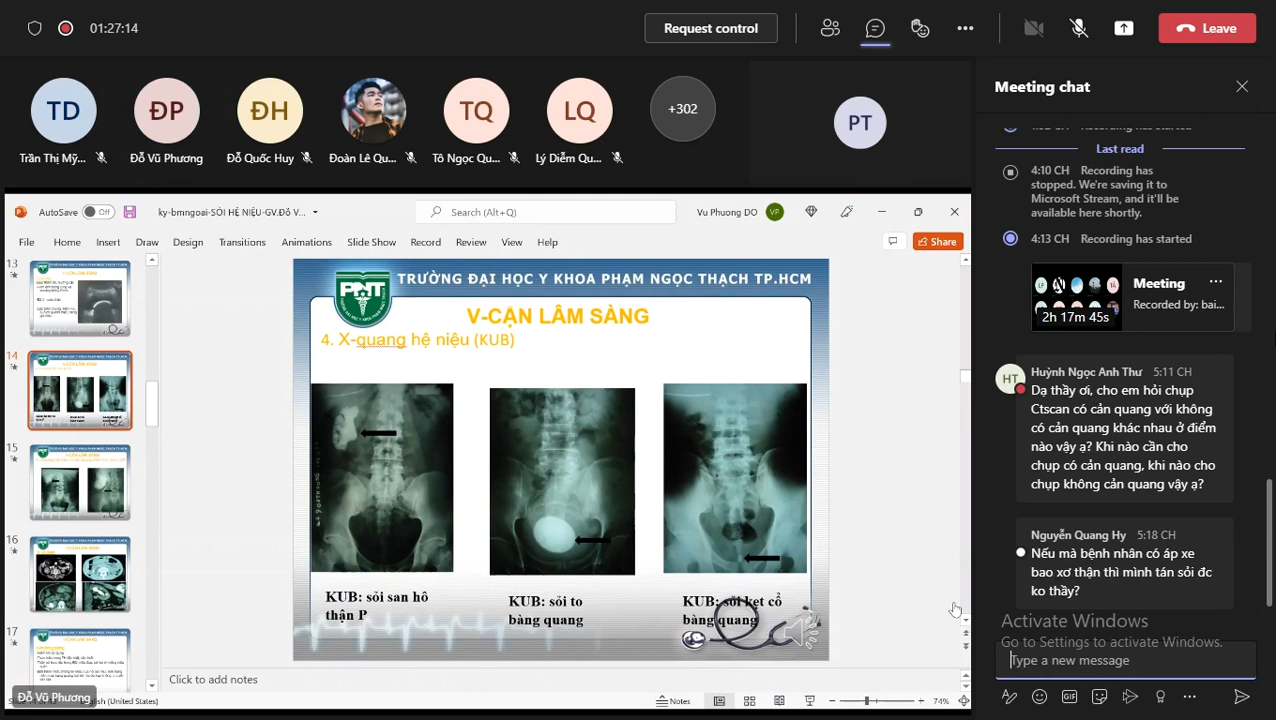 01:27:14
Request control
Leave
TD
ĐP
ĐH
TQ
LQ
+302
PT
Trần Thị Mỹ...
Đỗ Vũ Phương
Đỗ Quốc Huy
Đoàn Lê Qu...
Tô Ngọc Qu...
Lý Diễm Qu...
AutoSave
Off
ky-bmngoai-SỎI HỆ NIỆU-GV.Đỗ V...
Search (Alt+Q)
Vu Phuong DO
VP
File
Home
Insert
Draw
Design
Transitions
Animations
Slide Show
Record
Review
View
Help
Share
13
14
15
16
17
TRƯỜNG ĐẠI HỌC Y KHOA PHẠM NGỌC THẠCH TP.HCM
PNT
V-CẬN LÂM SÀNG
4. X-quang hệ niệu (KUB)
KUB: sỏi san hô
thận P
KUB: sỏi to
bàng quang
KUB: sỏi kẹt cổ
bàng quang
Click to add notes
Đỗ Vũ Phương
English (United States)
Notes
74%
Meeting chat
Recording has started
Last read
4:10 CH Recording has
stopped. We're saving it to
Microsoft Stream, and it'll be
available here shortly.
4:13 CH Recording has started
Meeting
Recorded by: bai...
2h 17m 45s
HT
Huỳnh Ngọc Anh Thư 5:11 CH
Dạ thầy ơi, cho em hỏi chụp
Ctscan có cản quang với không
có cản quang khác nhau ở điểm
nào vậy ạ? Khi nào cần cho
chụp có cản quang, khi nào cho
chụp không cản quang vậy ạ?
Nguyễn Quang Hy 5:18 CH
Nếu mà bệnh nhân có áp xe
bao xơ thận thì mình tán sỏi đc
ko thầy?
Activate Windows
Go to Settings to activate Windows.
Type a new message
GIF